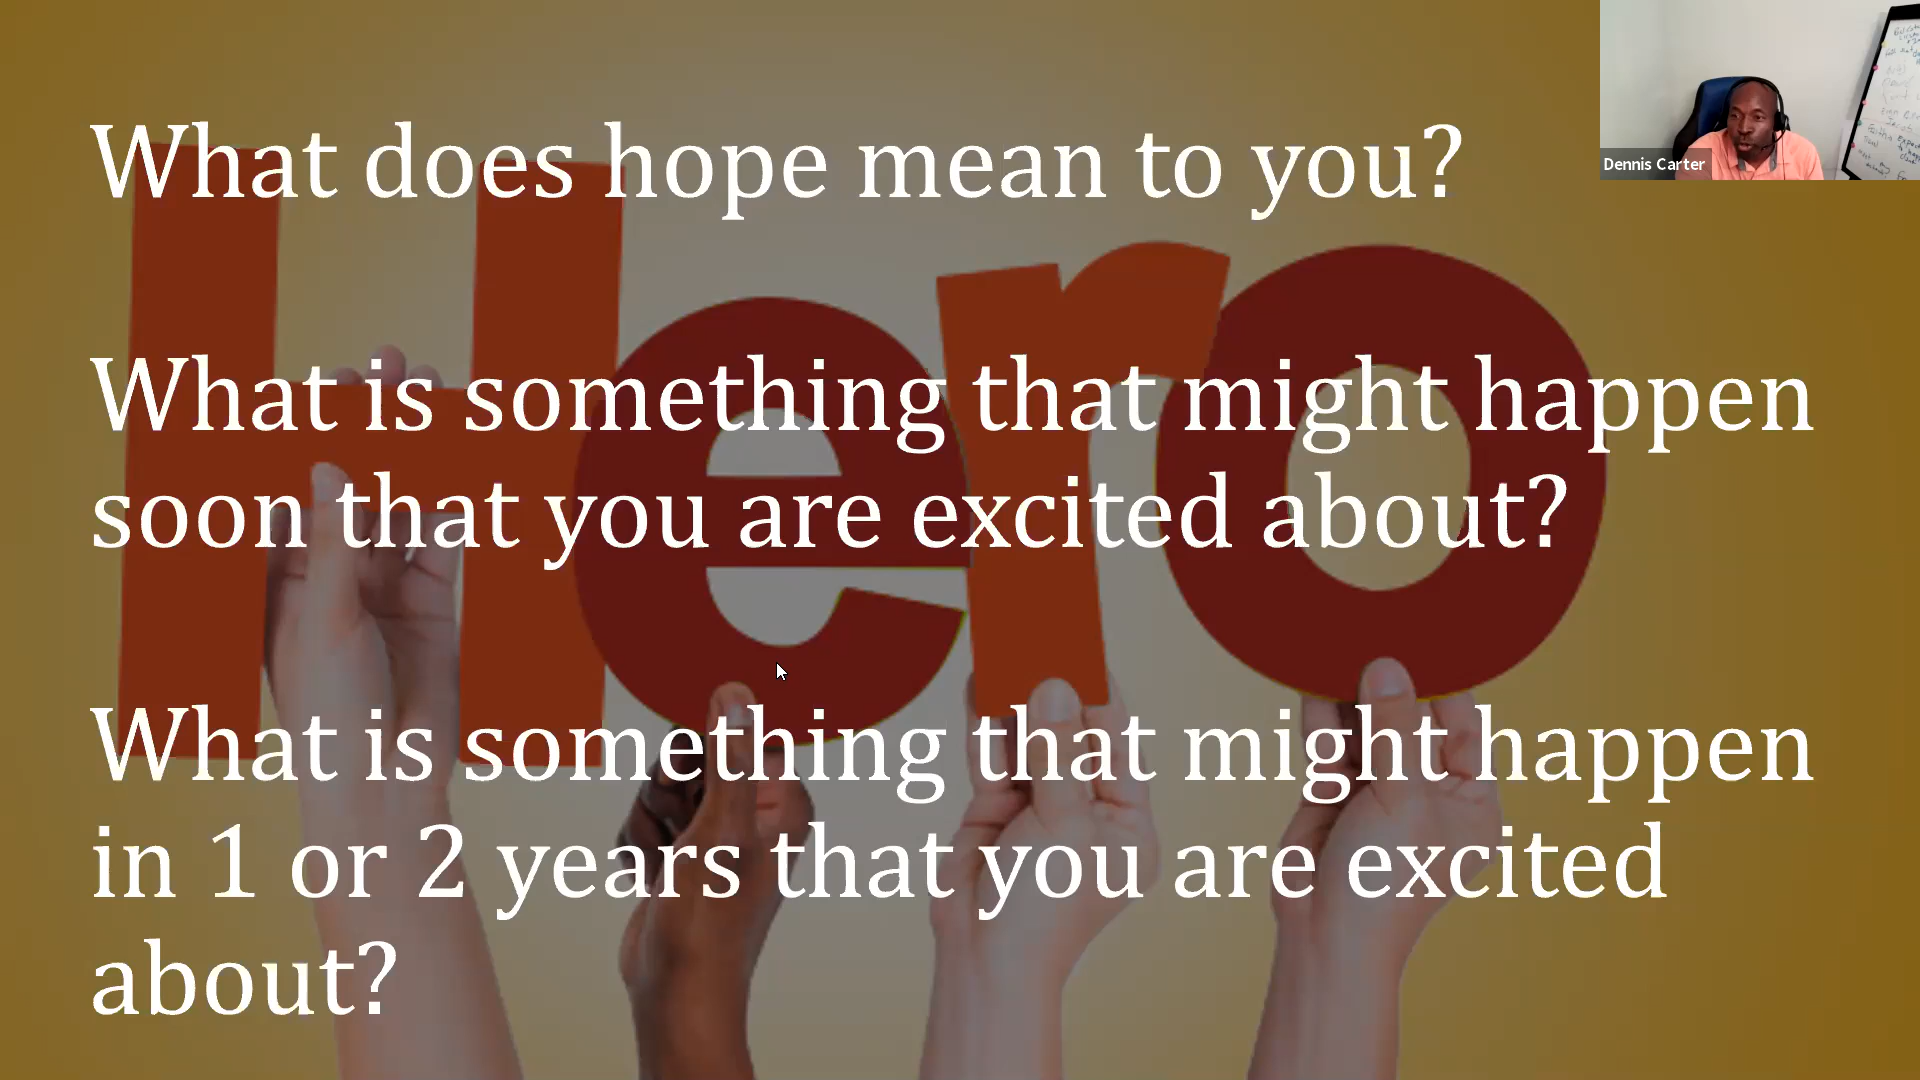 What does hope mean to you?
What is something that might happen
soon that you are excited about?
What is something that might happen
in 1 or 2 years that you are excited
about?
Hero
Dennis Carter